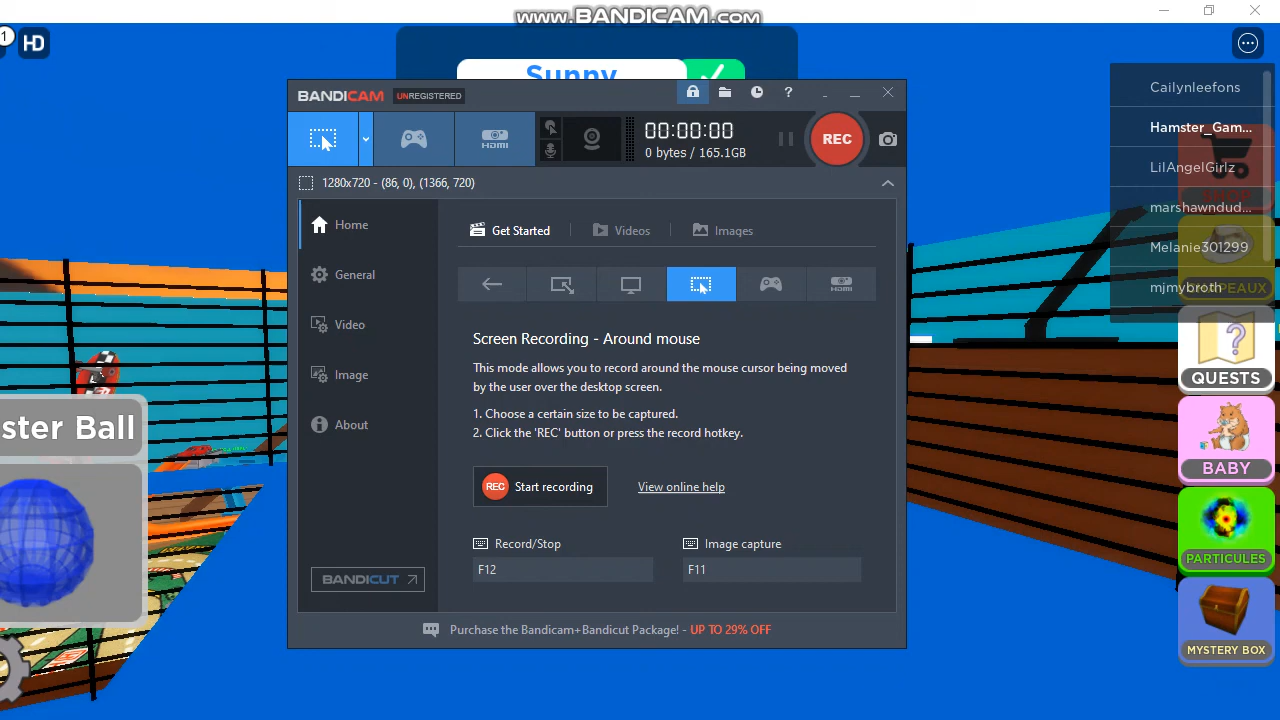 www.BANDICAM.com
1
HD
Sunny
BANDICAM UNREGISTERED
?
HDMI
00:00:00
0 bytes / 165.1GB
REC
1280x720 - (86, 0), (1366, 720)
Home
General
Video
Image
About
BANDICUT
Get Started
Videos
Images
HDMI
Screen Recording - Around mouse
This mode allows you to record around the mouse cursor being moved
by the user over the desktop screen.
1. Choose a certain size to be captured.
2. Click the 'REC' button or press the record hotkey.
REC Start recording
View online help
Record/Stop
Image capture
F12
F11
Purchase the Bandicam+Bandicut Package! - UP TO 29% OFF
Cailynleefons
Hamster_Gam...
LilAngelGirlz
marshawndud...
Melanie301299
mjmybroth
SHOP
QUESTS
BABY
PARTICULES
MYSTERY BOX
ster Ball